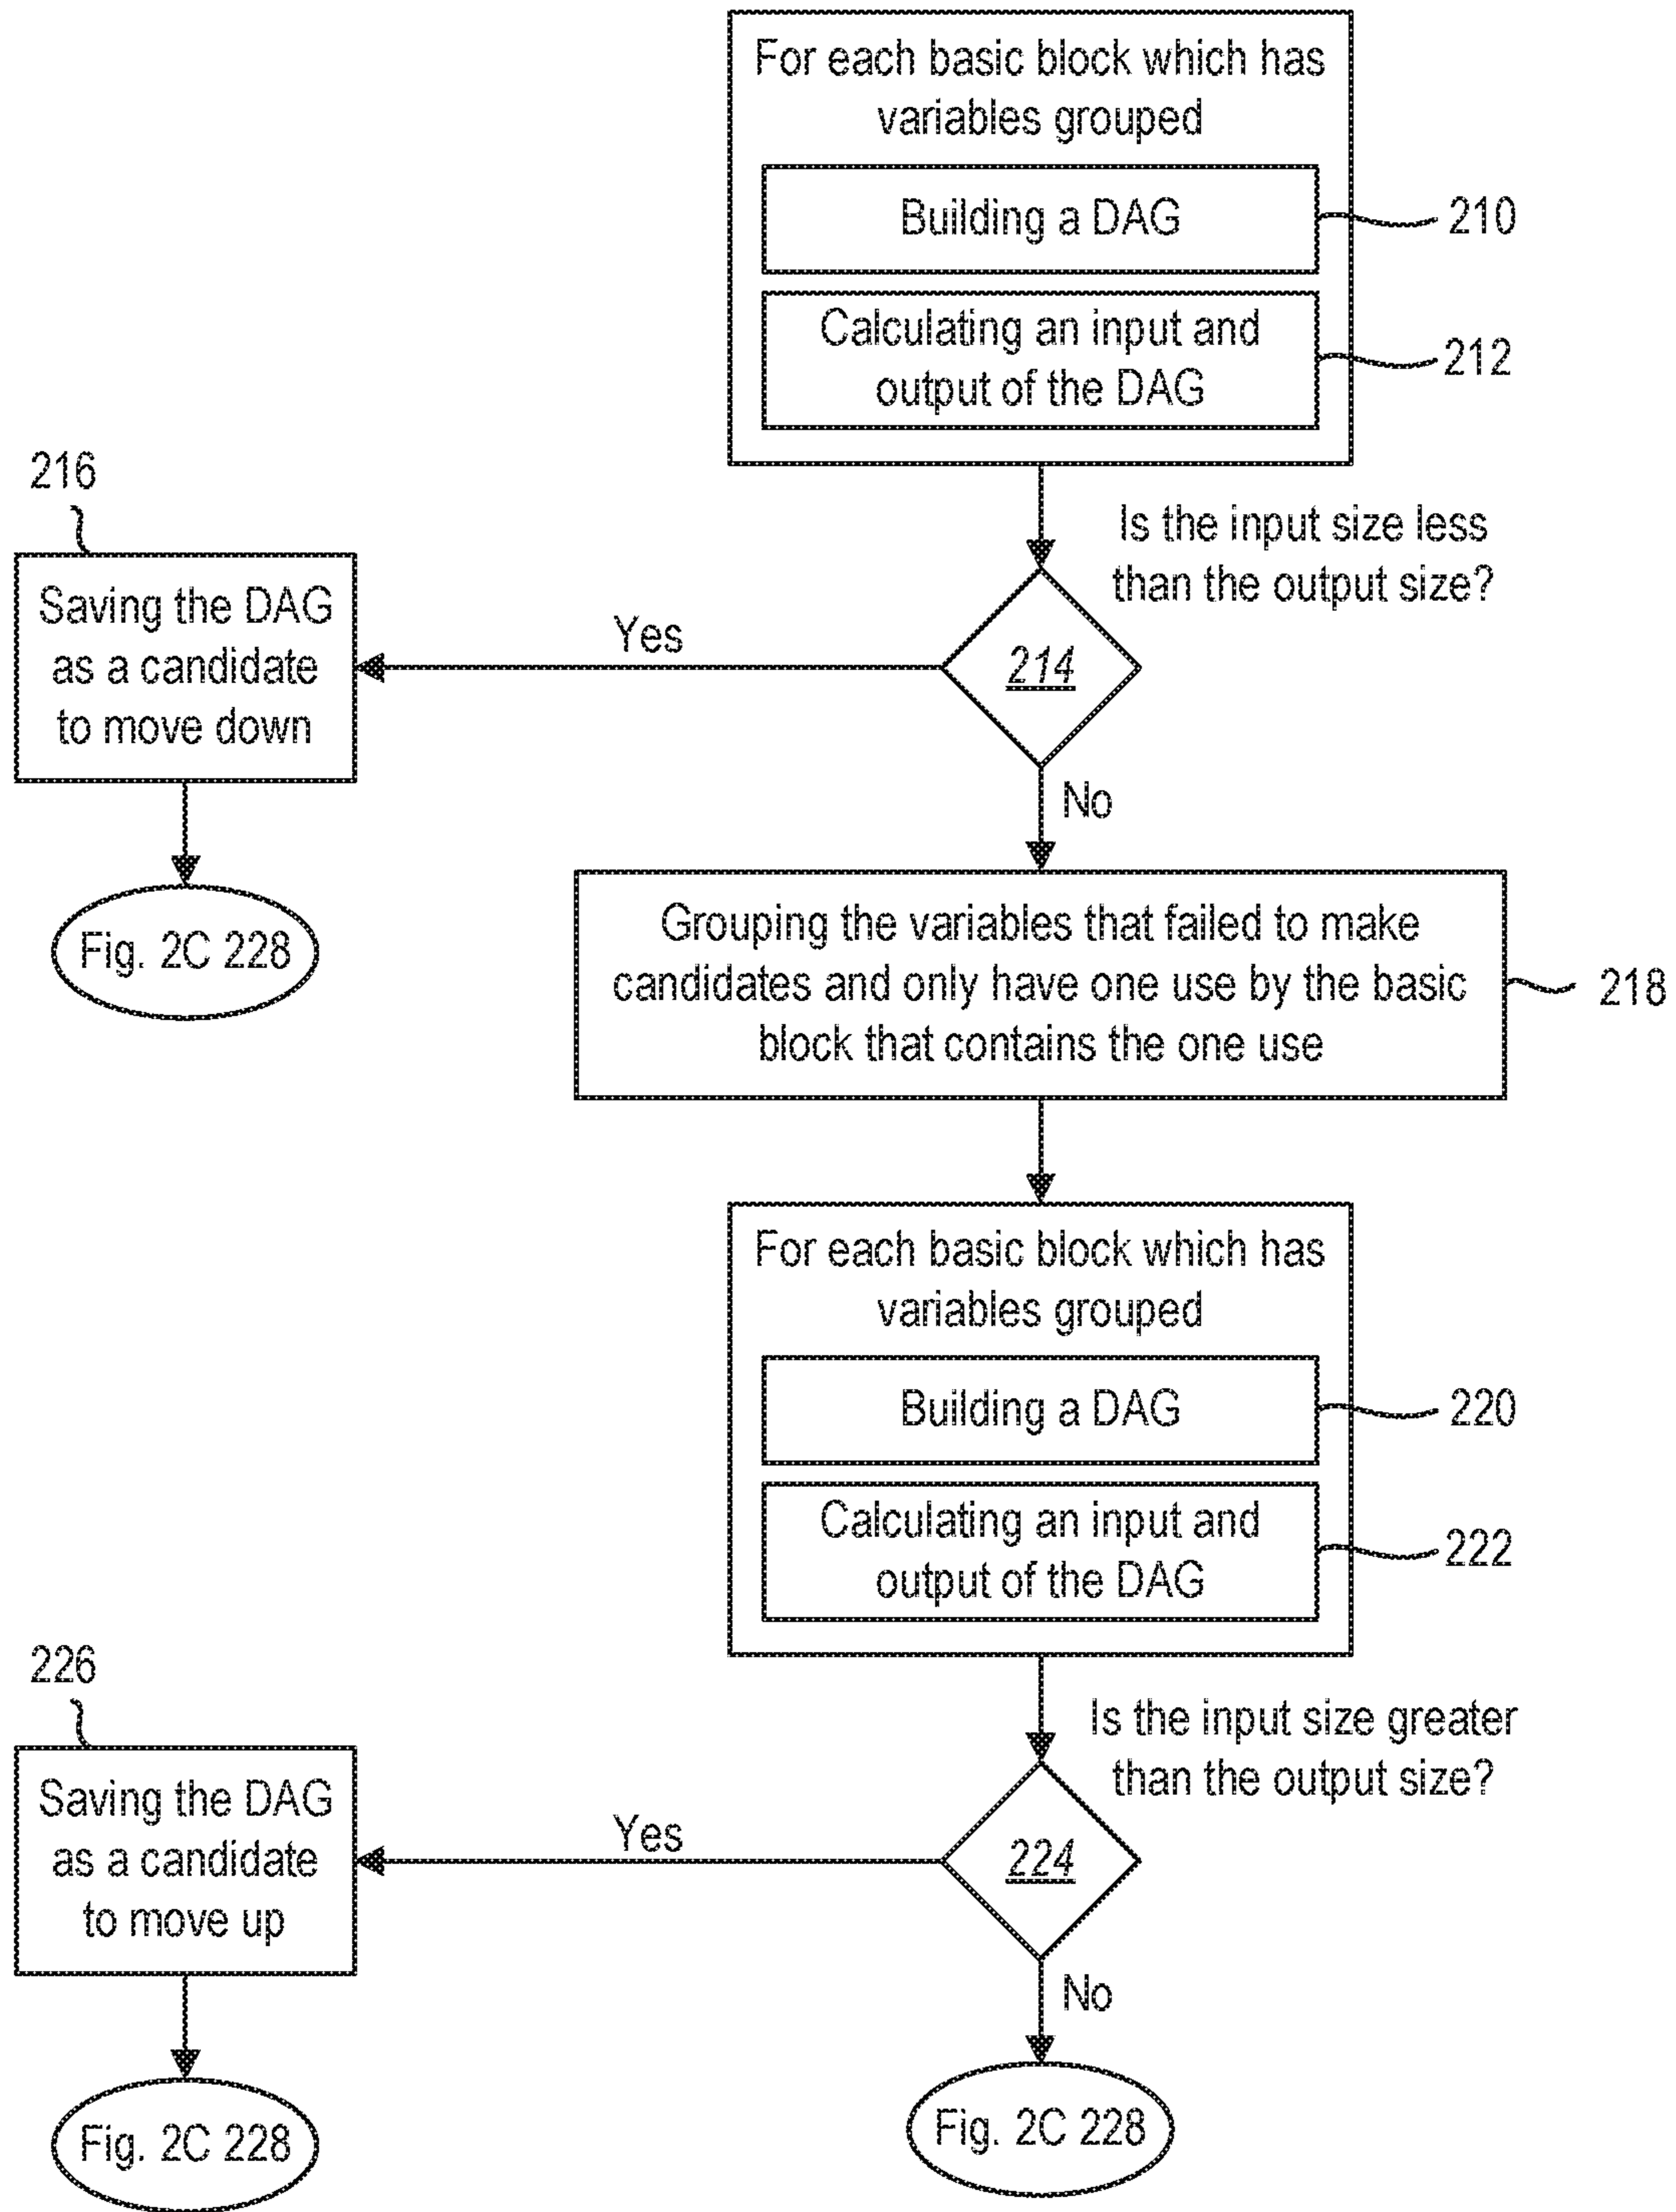 For each basic block which has
variables grouped
Building a DAG
210
Calculating an input and
output of the DAG
212
216
Is the input size less
than the output size?
Saving the DAG
as a candidate
to move down
Yes
214
No
Fig. 2C 228
Grouping the variables that failed to make
candidates and only have one use by the basic
block that contains the one use
218
For each basic block which has
variables grouped
Building a DAG
220
Calculating an input and
output of the DAG
222
226
Is the input size greater
than the output size?
Saving the DAG
as a candidate
to move up
Yes
224
No
Fig. 2C 228
Fig. 2C 228